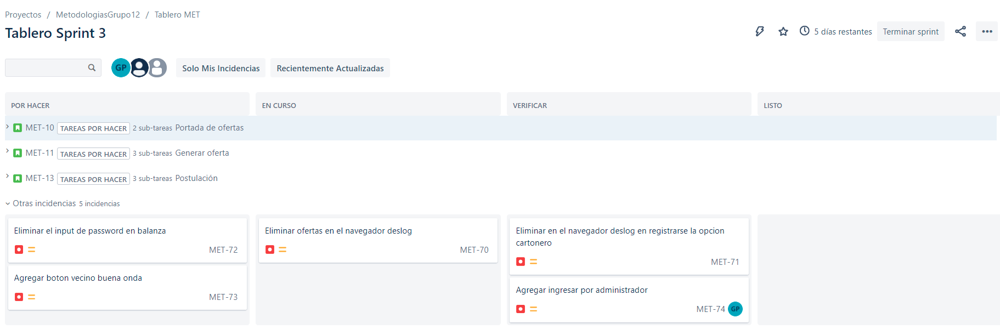 Proyectos / MetodologiasGrupo12 / Tablero MET
Tablero Sprint 3
5 días restantes
Terminar sprint
GP
Solo Mis Incidencias
Recientemente Actualizadas
POR HACER
EN CURSO
VERIFICAR
LISTO
MET-10 TAREAS POR HACER 2 sub-tareas Portada de ofertas
MET-11 TAREAS POR HACER 3 sub-tareas Generar oferta
MET-13 TAREAS POR HACER 3 sub-tareas Postulación
Otras incidencias 5 incidencias
Eliminar el input de password en balanza
MET-72
Agregar boton vecino buena onda
MET-73
Eliminar ofertas en el navegador deslog
MET-70
Eliminar en el navegador deslog en registrarse la opcion
cartonero
MET-71
Agregar ingresar por administrador
MET-74 GP